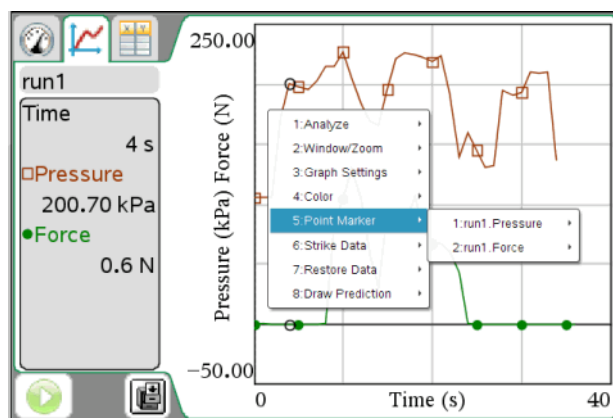 X Y
run1
Time
4 s
Pressure
200.70 kPa
Force
0.6 N
250.00
Pressure (kPa) Force (N)
-50.00
0
Time (s)
40
1:Analyze
2:Window/Zoom
3:Graph Settings
4:Color
5:Point Marker
6:Strike Data
7:Restore Data
8:Draw Prediction
1:run1.Pressure
2:run1.Force